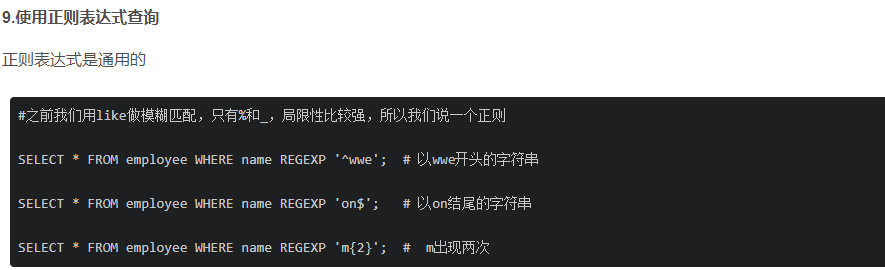 9.使用正则表达式查询
正则表达式是通用的
#之前我们用like做模糊匹配，只有%和_，局限性比较强，所以我们说一个正则
SELECT * FROM employee WHERE name REGEXP '^wwe';  # 以wwe开头的字符串
SELECT * FROM employee WHERE name REGEXP 'on$';   # 以on结尾的字符串
SELECT * FROM employee WHERE name REGEXP 'm{2}';  #  m出现两次